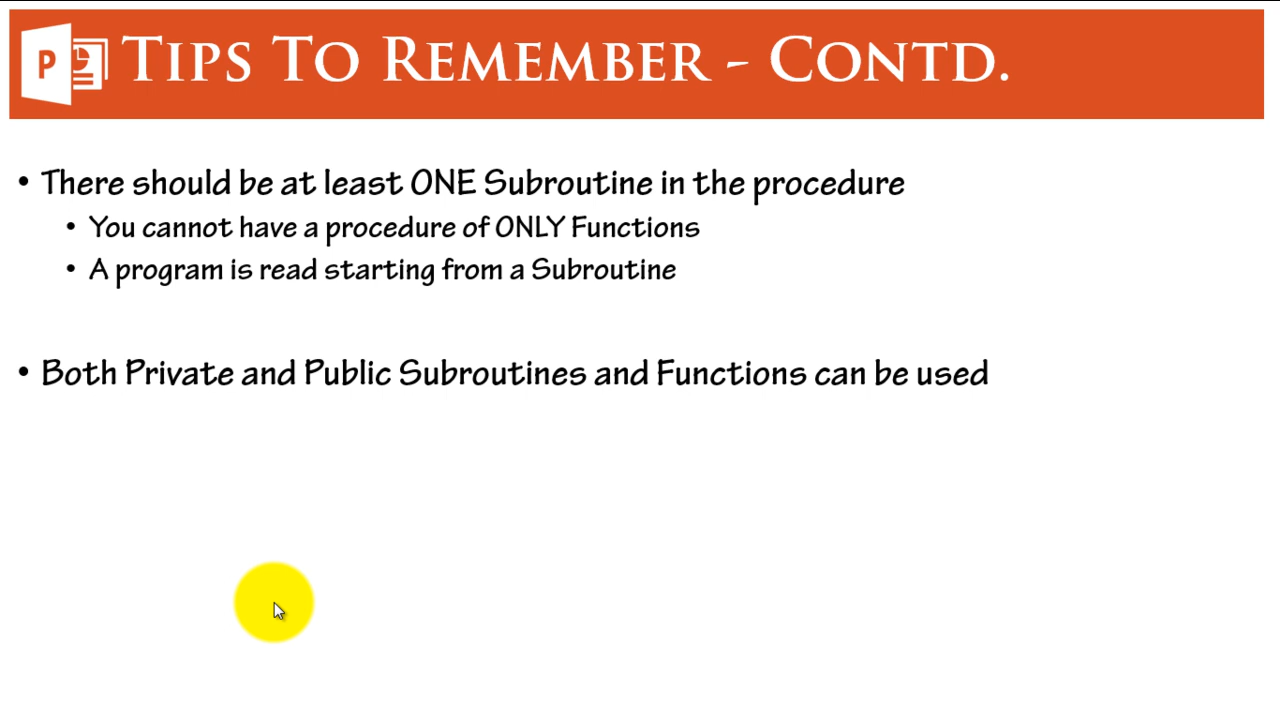 P TIPS TO REMEMBER - CONTD.
• There should be at least ONE Subroutine in the procedure
• You cannot have a procedure of ONLY Functions
• A program is read starting from a Subroutine
• Both Private and Public Subroutines and Functions can be used